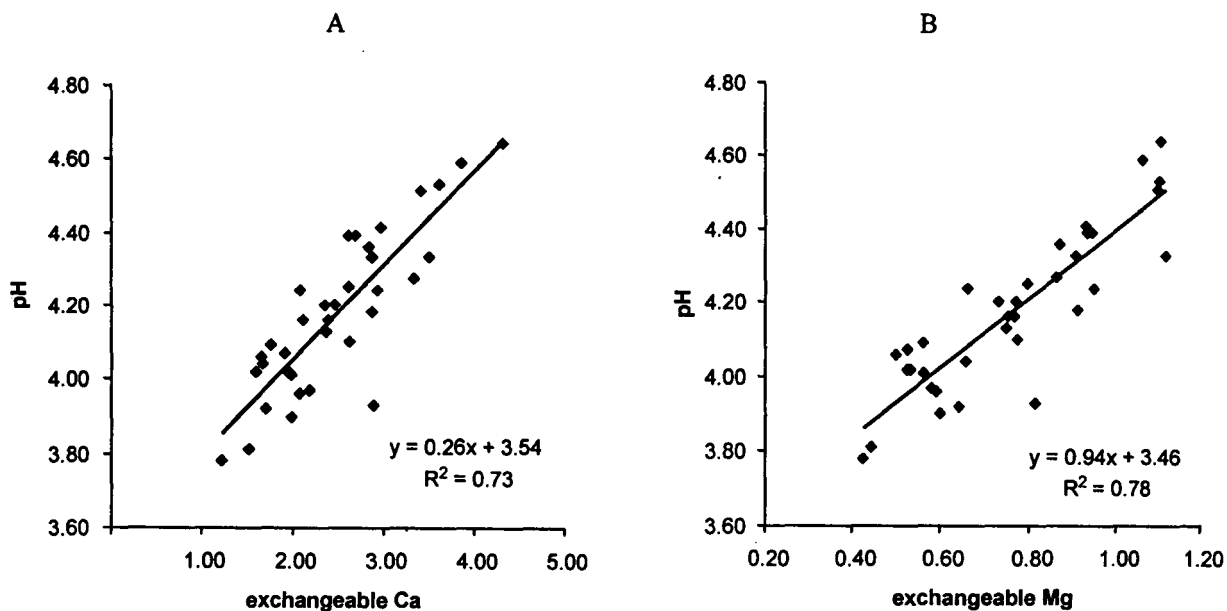 A
4.80
4.60
4.40
4.20
4.00
3.80
3.60
pH
1.00 2.00 3.00 4.00 5.00
exchangeable Ca
y = 0.26x + 3.54
R² = 0.73
B
4.80
4.60
4.40
4.20
4.00
3.80
3.60
pH
0.20 0.40 0.60 0.80 1.00 1.20
exchangeable Mg
y = 0.94x + 3.46
R² = 0.78